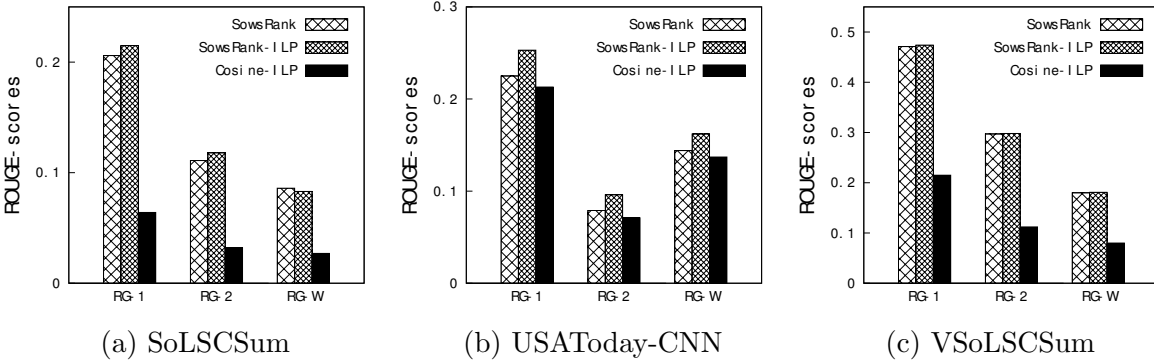 SowsRank
SowsRank-ILP
Cosine-ILP
ROUGE-scores
0.2
0.1
0
RG-1 RG-2 RG-W
(a) SoLSCSum
SowsRank
SowsRank-ILP
Cosine-ILP
ROUGE-scores
0.3
0.2
0.1
0
RG-1 RG-2 RG-W
(b) USAToday-CNN
SowsRank
SowsRank-ILP
Cosine-ILP
ROUGE-scores
0.5
0.4
0.3
0.2
0.1
0
RG-1 RG-2 RG-W
(c) VSoLSCSum